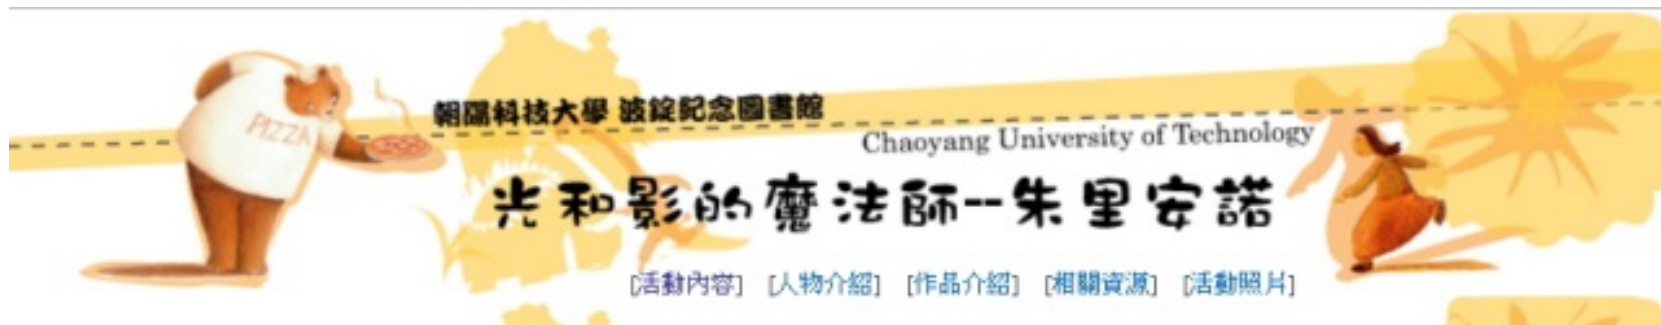 朝陽科技大學 波錠紀念圖書館
Chaoyang University of Technology
PIZZA
光和影的魔法師--朱里安諾
[活動內容] [人物介紹] [作品介紹] [相關資源] [活動照片]